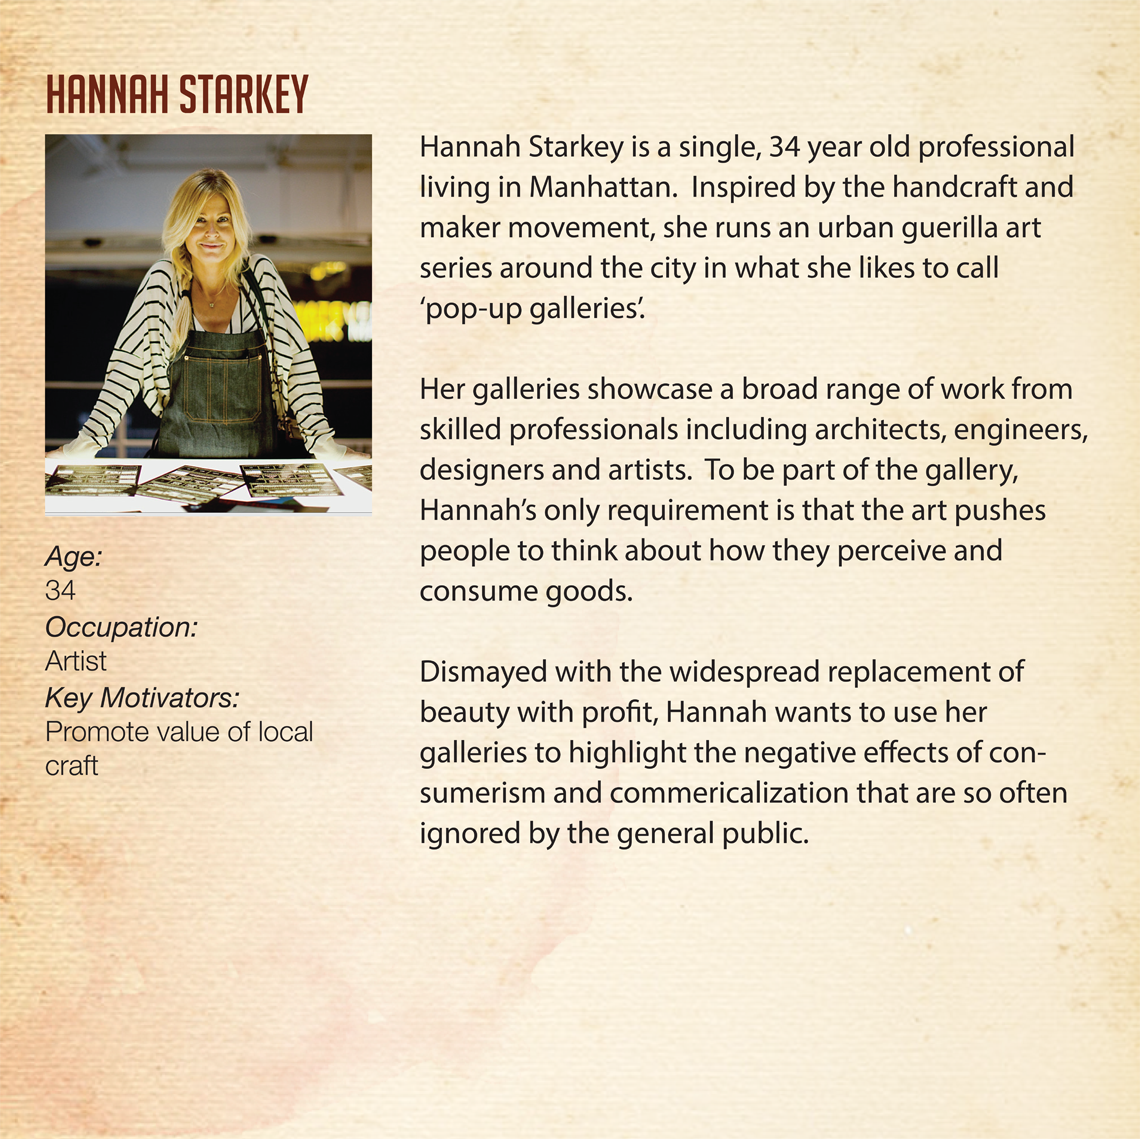 HANNAH STARKEY
Age:
34
Occupation:
Artist
Key Motivators:
Promote value of local
craft
Hannah Starkey is a single, 34 year old professional
living in Manhattan.  Inspired by the handcraft and
maker movement, she runs an urban guerilla art
series around the city in what she likes to call
‘pop-up galleries’.
Her galleries showcase a broad range of work from
skilled professionals including architects, engineers,
designers and artists.  To be part of the gallery,
Hannah’s only requirement is that the art pushes
people to think about how they perceive and
consume goods.
Dismayed with the widespread replacement of
beauty with profit, Hannah wants to use her
galleries to highlight the negative effects of con-
sumerism and commericalization that are so often
ignored by the general public.